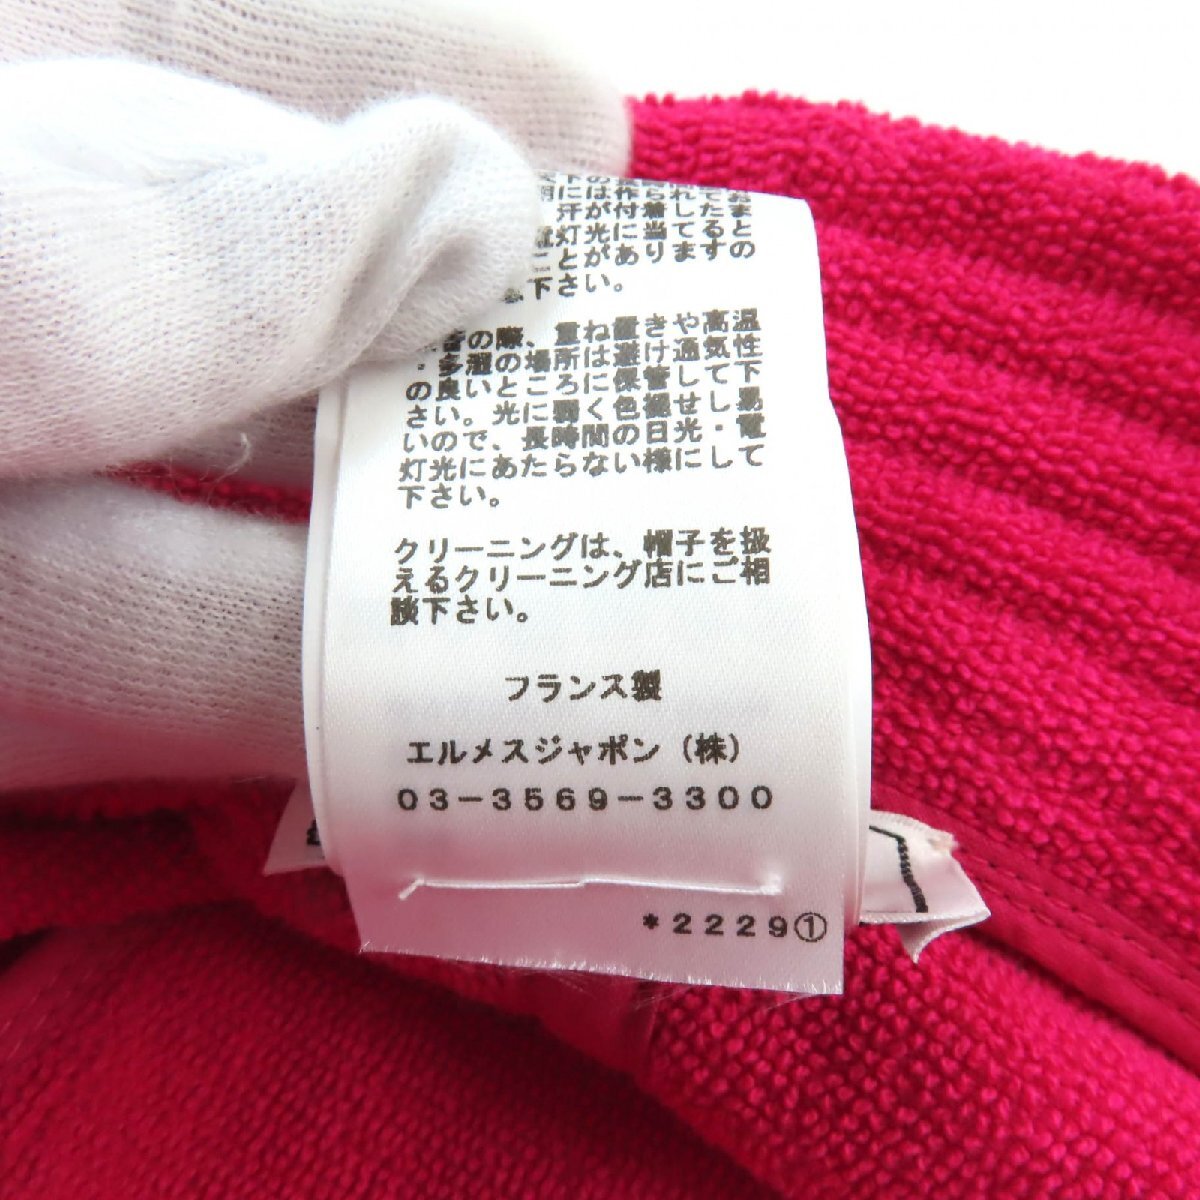 は作られてお
汗が付着したま
灯光に当てると
ことがありますの
下さい。
の際、重ね置きや高温
・多湿の場所は避け通気性
の良いところに保管して下
さい。光に弱く色褪せし易
いので、長時間の日光・電
灯光にあたらない様にして
下さい。
クリーニングは、帽子を扱
えるクリーニング店にご相
談下さい。
フランス製
エルメスジャポン(株)
03-3569-3300
*2229①